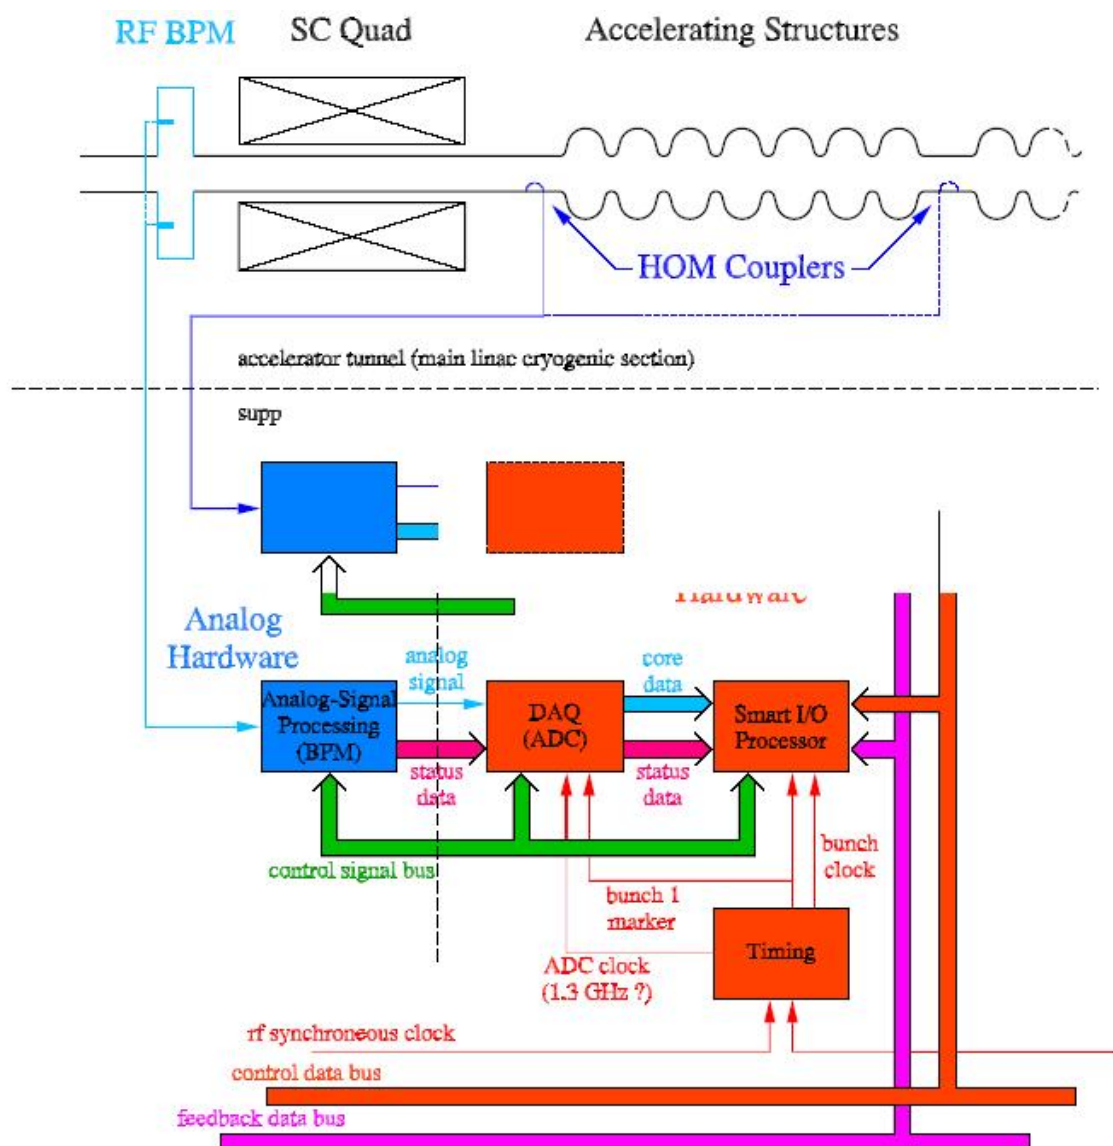 RF BPM
SC Quad
Accelerating Structures
HOM Couplers
accelerator tunnel (main linac cryogenic section)
supp
Hardware
Analog
Hardware
analog
signal
core
data
Analog-Signal
Processing
(BPM)
DAQ
(ADC)
Smart I/O
Processor
status
data
status
data
control signal bus
bunch
clock
bunch 1
marker
Timing
ADC clock
(1.3 GHz ?)
rf synchroneous clock
control data bus
feedback data bus